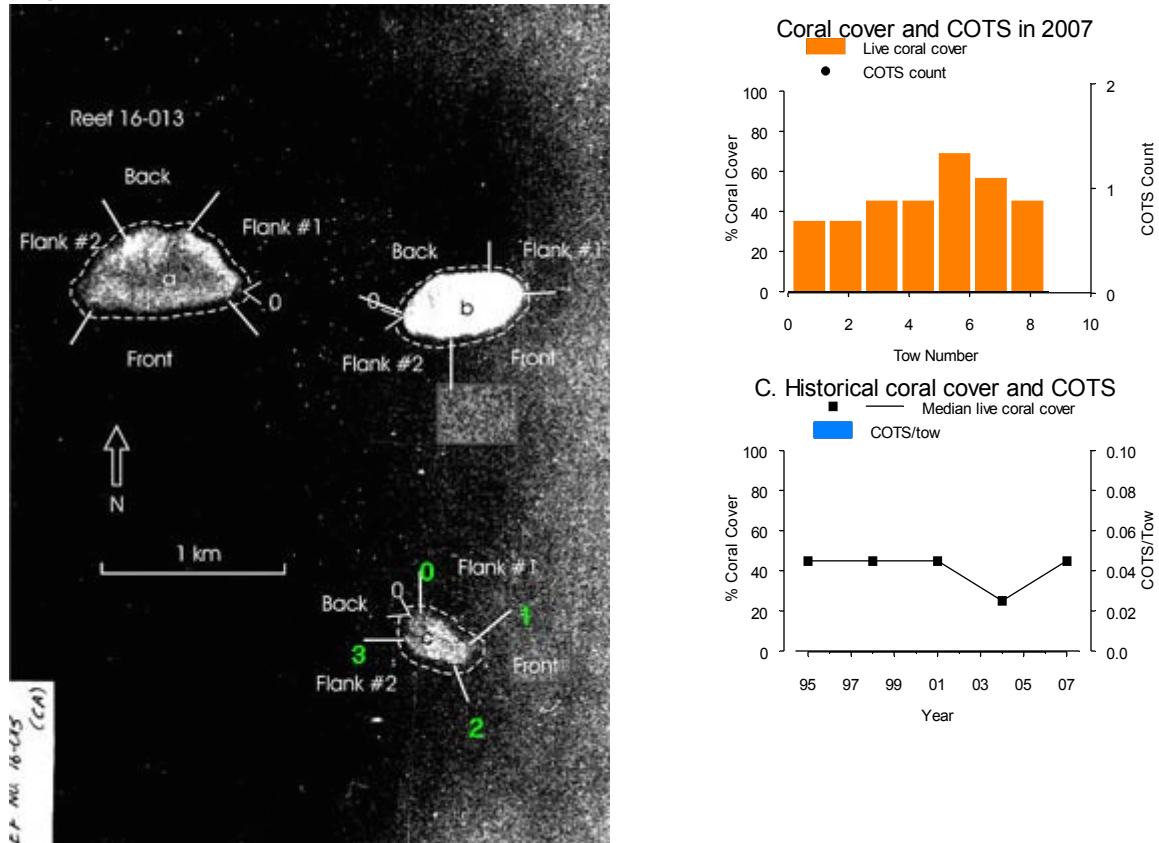 Reef 16-013
Back
Flank #2
Flank #1
a
0
Front
Back
Flank #1
0
b
Flank #2
Front
N
1 km
0
Flank #1
0
Back
1
c
3
Front
Flank #2
2
(CA)
Coral cover and COTS in 2007
Live coral cover
COTS count
100
80
60
40
20
0
% Coral Cover
2
1
0
COTS Count
0 2 4 6 8 10
Tow Number
C. Historical coral cover and COTS
Median live coral cover
COTS/tow
100
80
60
40
20
0
% Coral Cover
0.10
0.08
0.06
0.04
0.02
0.0
COTS/Tow
95 97 99 01 03 05 07
Year